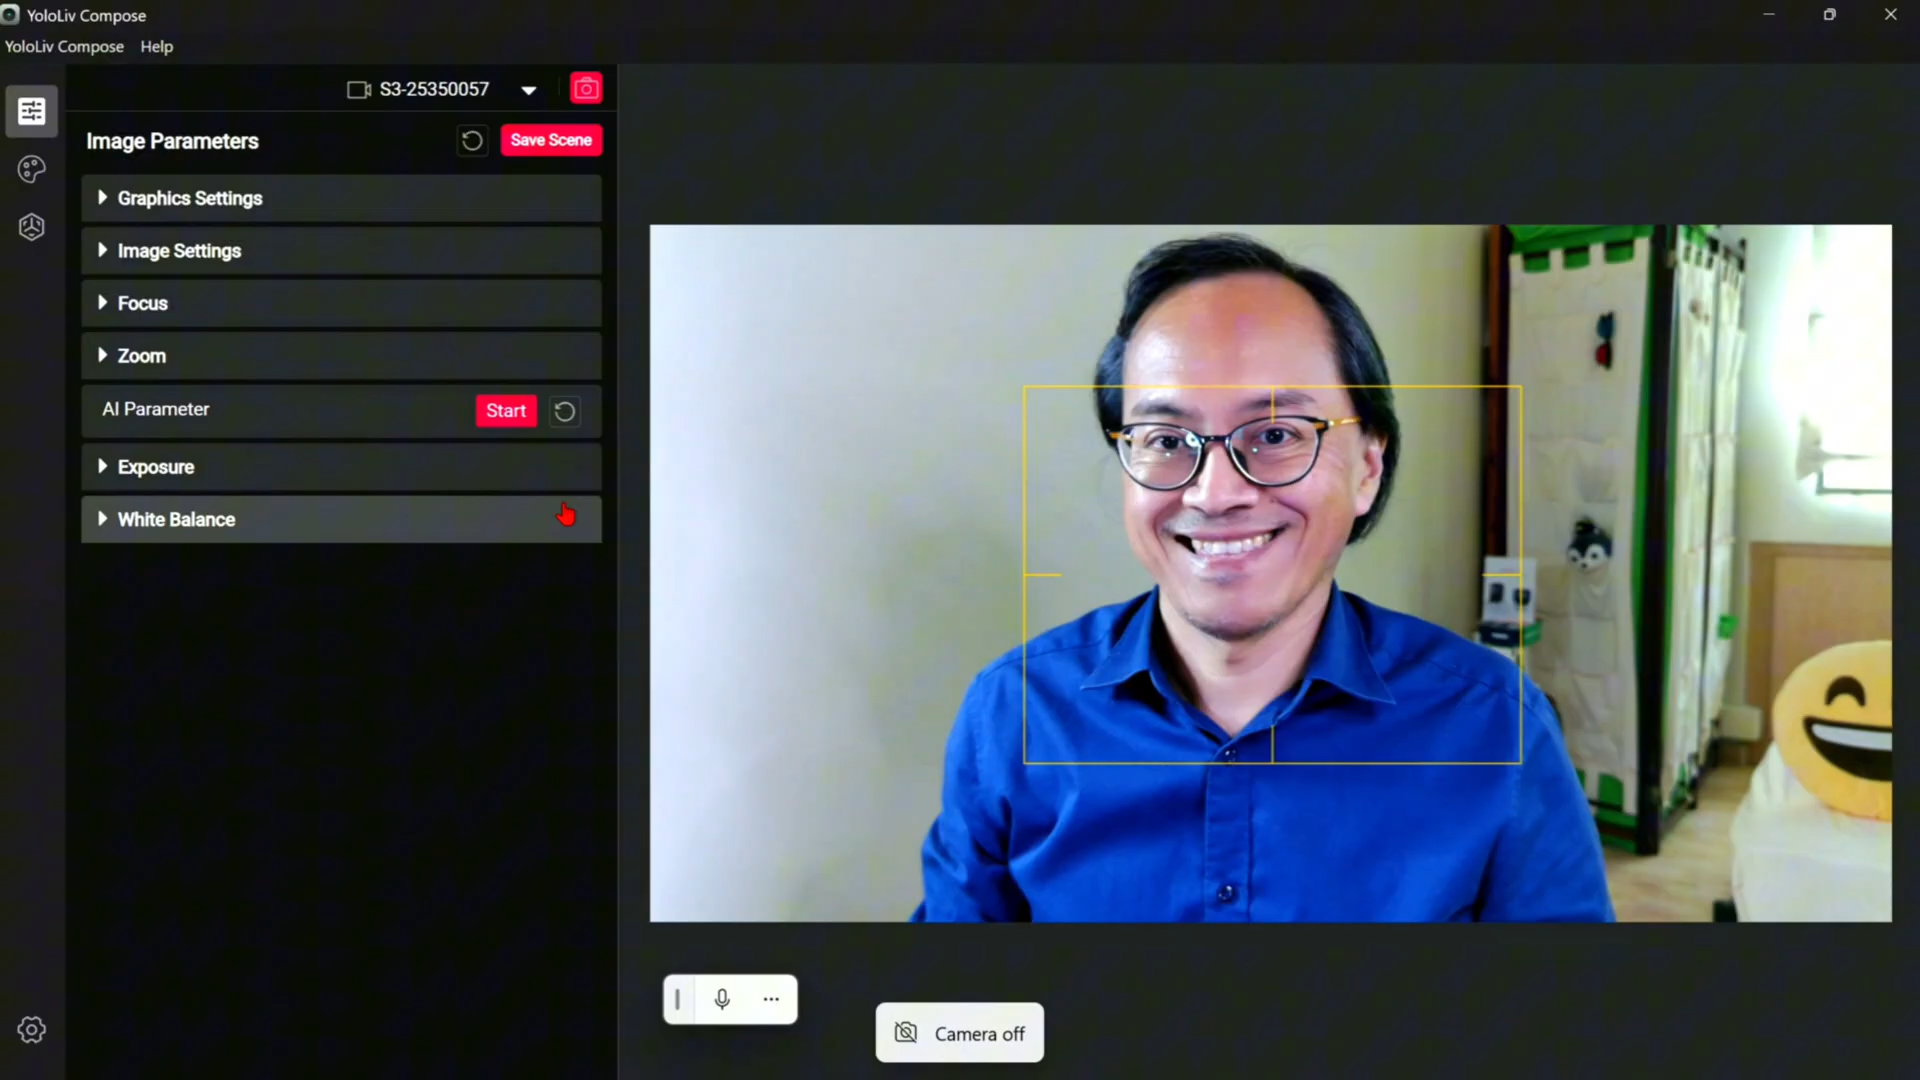 YoloLiv Compose
YoloLiv Compose Help
S3-25350057
Image Parameters
Save Scene
Graphics Settings
Image Settings
Focus
Zoom
AI Parameter
Start
Exposure
White Balance
Camera off